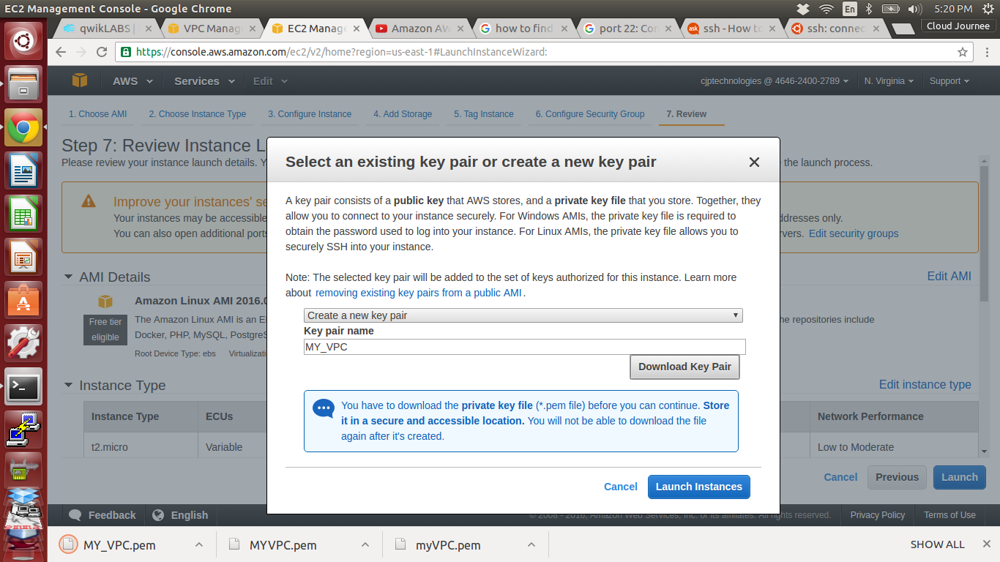 EC2 Management Console - Google Chrome
En
5:20 PM
qwikLABS |
VPC Manag
EC2 Manag
Amazon AW
how to find
port 22: Con
ssh - How to
ssh: connec
Cloud Journee
https://console.aws.amazon.com/ec2/v2/home?region=us-east-1#LaunchInstanceWizard:
AWS
Services
Edit
cjptechnologies @ 4646-2400-2789
N. Virginia
Support
1. Choose AMI
2. Choose Instance Type
3. Configure Instance
4. Add Storage
5. Tag Instance
6. Configure Security Group
7. Review
Step 7: Review Instance L
Please review your instance launch details. Y
the launch process.
Improve your instances' se
Your instances may be accessible
ddresses only.
You can also open additional ports
rvers. Edit security groups
AMI Details
Edit AMI
Amazon Linux AMI 2016.0
Free tier
eligible
The Amazon Linux AMI is an E
he repositories include
Docker, PHP, MySQL, PostgreS
Root Device Type: ebs Virtualizati
Instance Type
Edit instance type
Instance Type
ECUs
Network Performance
t2.micro
Variable
Low to Moderate
Cancel
Previous
Launch
Select an existing key pair or create a new key pair
A key pair consists of a public key that AWS stores, and a private key file that you store. Together, they
allow you to connect to your instance securely. For Windows AMIs, the private key file is required to
obtain the password used to log into your instance. For Linux AMIs, the private key file allows you to
securely SSH into your instance.
Note: The selected key pair will be added to the set of keys authorized for this instance. Learn more
about removing existing key pairs from a public AMI.
Create a new key pair
Key pair name
MY_VPC
Download Key Pair
You have to download the private key file (*.pem file) before you can continue. Store
it in a secure and accessible location. You will not be able to download the file
again after it's created.
Cancel
Launch Instances
Feedback
English
© 2008 - 2016, Amazon Web Services, Inc. or its affiliates. All rights reserved.
Privacy Policy
Terms of Use
MY_VPC.pem
MYVPC.pem
myVPC.pem
SHOW ALL